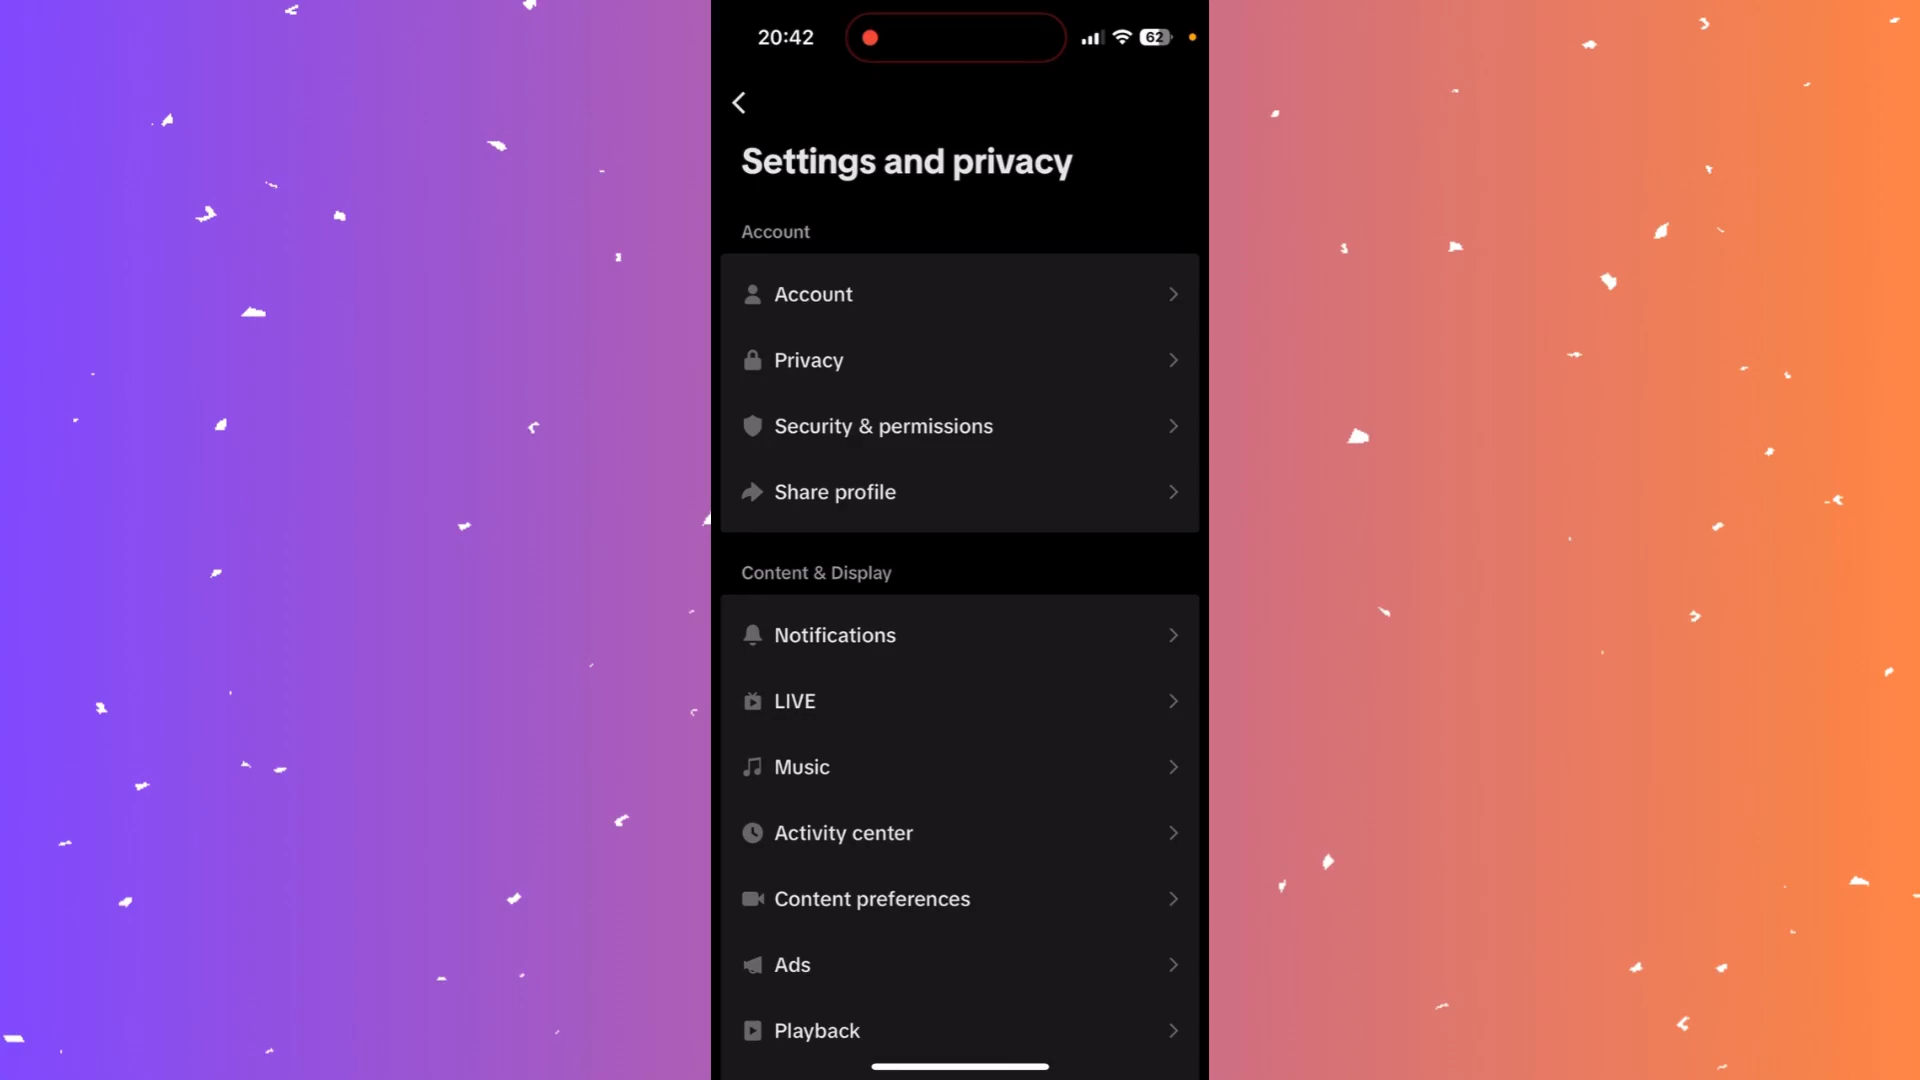 20:42
62
Settings and privacy
Account
Account
Privacy
Security & permissions
Share profile
Content & Display
Notifications
LIVE
Music
Activity center
Content preferences
Ads
Playback